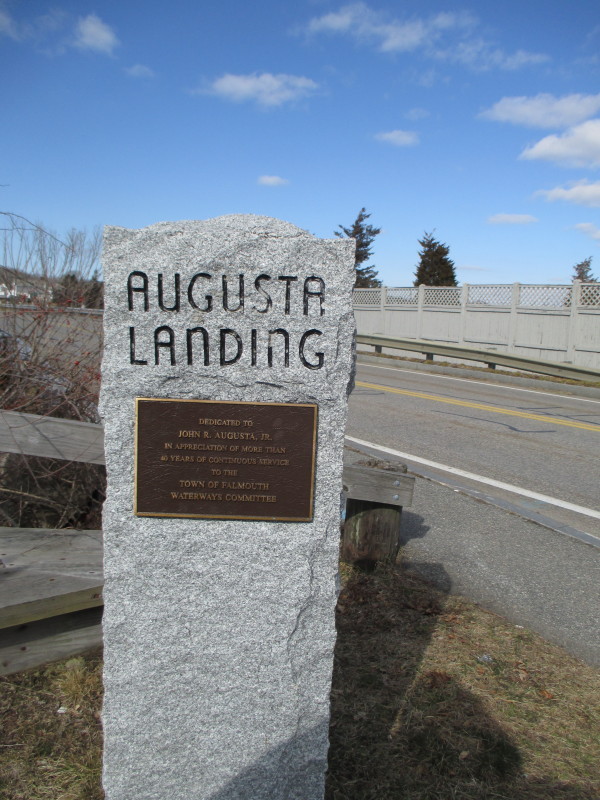 AUGUSTA
LANDING
DEDICATED TO
JOHN R. AUGUSTA, JR.
IN APPRECIATION OF MORE THAN
40 YEARS OF CONTINUOUS SERVICE
TO THE
TOWN OF FALMOUTH
WATERWAYS COMMITTEE